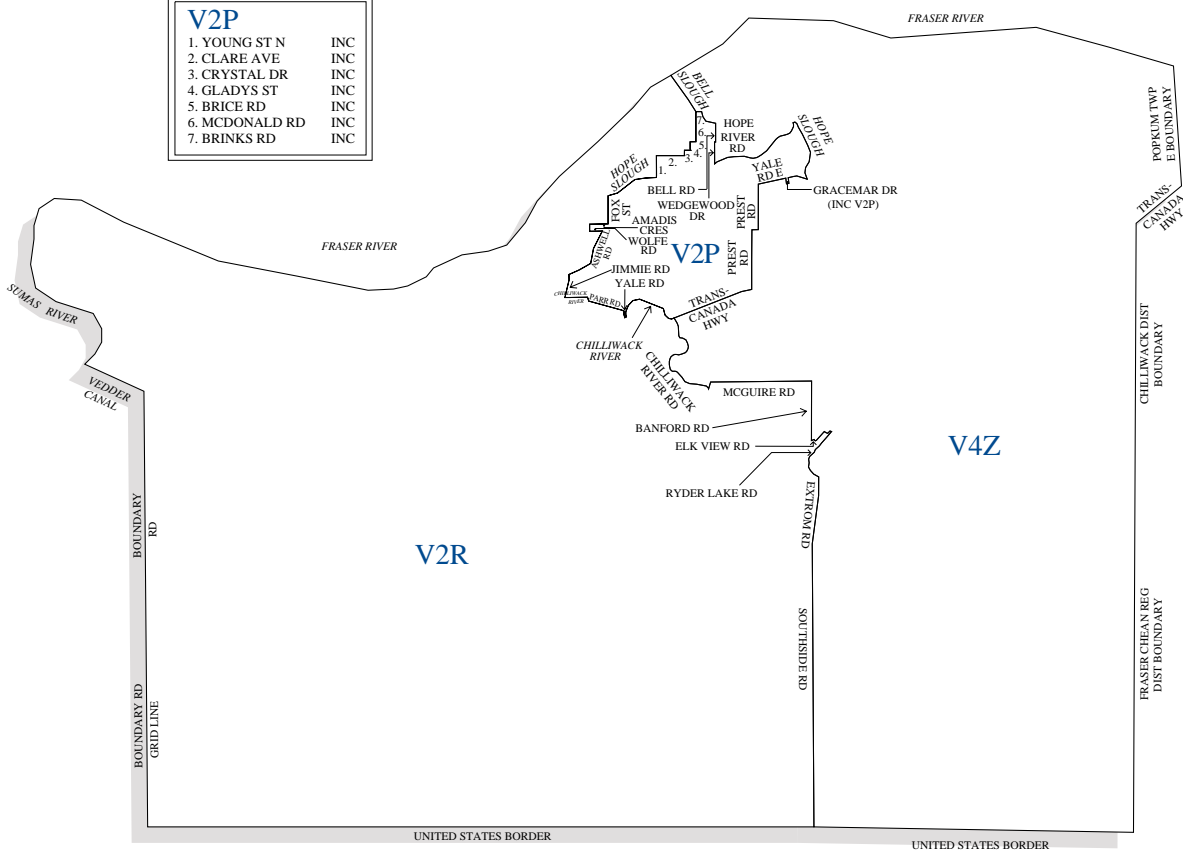 V2P
1. YOUNG ST N INC
2. CLARE AVE INC
3. CRYSTAL DR INC
4. GLADYS ST INC
5. BRICE RD INC
6. MCDONALD RD INC
7. BRINKS RD INC
FRASER RIVER
BELL
SLOUGH
7.
6.
5.
4.
3.
2.
1.
HOPE
RIVER
RD
HOPE
SLOUGH
POPKUM TWP
E BOUNDARY
HOPE
SLOUGH
YALE
RD E
BELL RD
WEDGEWOOD
DR
GRACEMAR DR
(INC V2P)
TRANS-
CANADA
HWY
FOX
ST
AMADIS
CRES
WOLFE
RD
ASHWELL
RD
PREST
RD
PREST
RD
V2P
FRASER RIVER
JIMMIE RD
YALE RD
CHILLIWACK
RIVER
PARR RD
TRANS-
CANADA
HWY
SUMAS RIVER
CHILLIWACK
RIVER
CHILLIWACK
RIVER RD
CHILLIWACK DIST
BOUNDARY
VEDDER
CANAL
MCGUIRE RD
BANFORD RD
ELK VIEW RD
V4Z
RYDER LAKE RD
EXTROM RD
BOUNDARY
RD
V2R
SOUTHSIDE RD
FRASER CHEAN REG
DIST BOUNDARY
BOUNDARY RD
GRID LINE
UNITED STATES BORDER
UNITED STATES BORDER